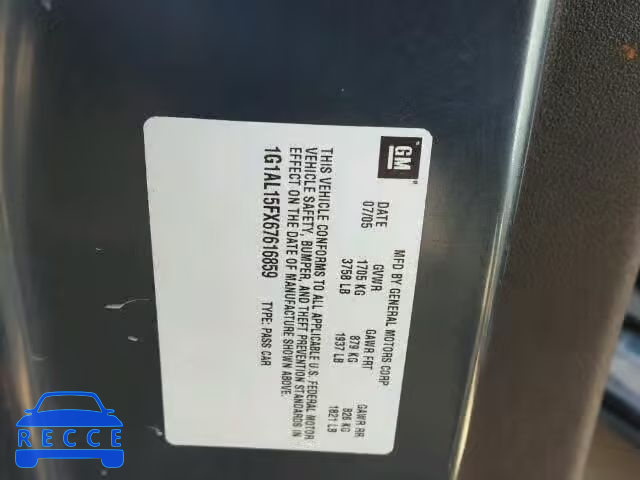 GM
MFD BY GENERAL MOTORS CORP
DATE GVWR GAWR FRT GAWR RR
07/05 1705 KG 879 KG 826 KG
3758 LB 1937 LB 1821 LB
THIS VEHICLE CONFORMS TO ALL APPLICABLE U.S. FEDERAL MOTOR
VEHICLE SAFETY, BUMPER, AND THEFT PREVENTION STANDARDS IN
EFFECT ON THE DATE OF MANUFACTURE SHOWN ABOVE.
1G1AL15FX67616859 TYPE: PASS CAR
RECCE